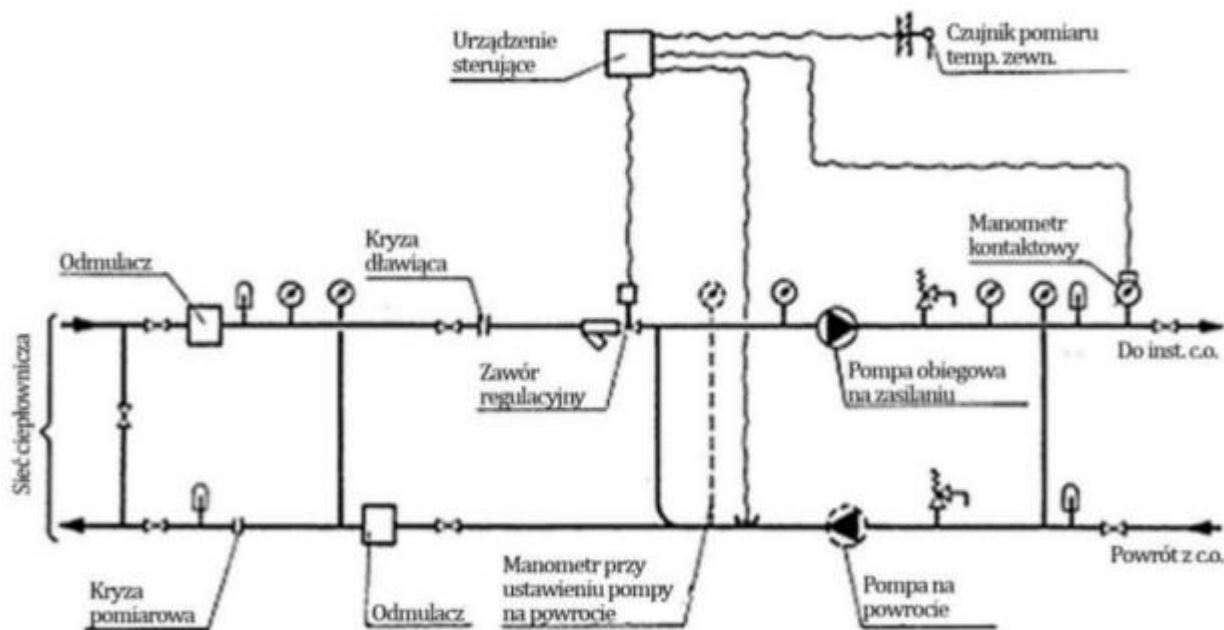 Urządzenie
sterujące
Czujnik pomiaru
temp. zewn.
Kryza
dławiąca
Manometr
kontaktowy
Odmulacz
Do inst. c.o.
Zawór
regulacyjny
Pompa obiegowa
na zasilaniu
Sieć ciepłownicza
Powrót z c.o.
Kryza
pomiarowa
Odmulacz
Manometr przy
ustawieniu pompy
na powrocie
Pompa na
powrocie